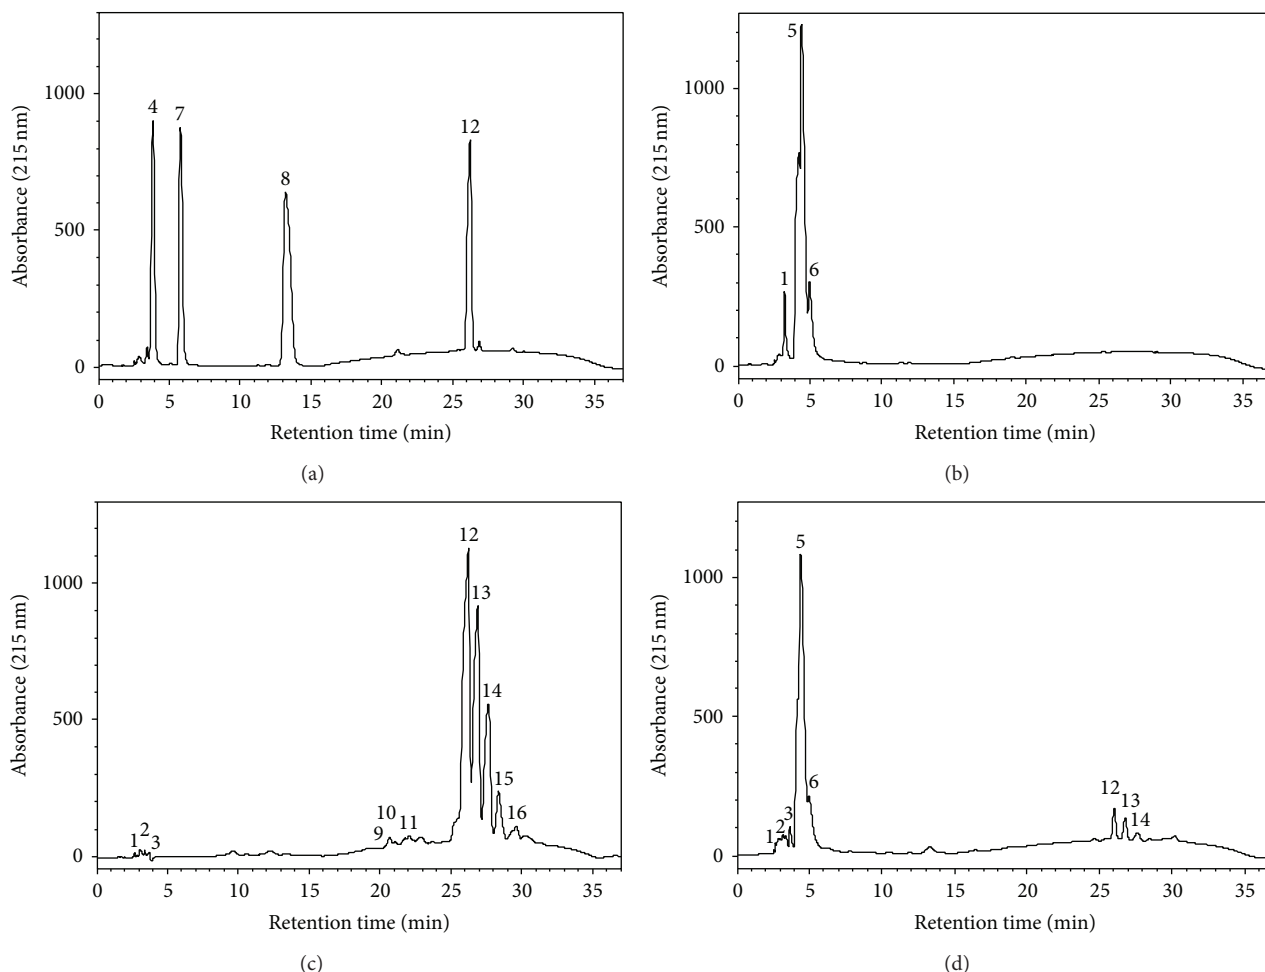 4
7
8
12
1000
500
0
Absorbance (215 nm)
0 5 10 15 20 25 30 35
Retention time (min)
(a)
5
1
6
1000
500
0
Absorbance (215 nm)
0 5 10 15 20 25 30 35
Retention time (min)
(b)
12
13
14
15
16
10
9
11
1
2
3
1000
500
0
Absorbance (215 nm)
0 5 10 15 20 25 30 35
Retention time (min)
(c)
5
6
3
2
1
12
13
14
1000
500
0
Absorbance (215 nm)
0 5 10 15 20 25 30 35
Retention time (min)
(d)